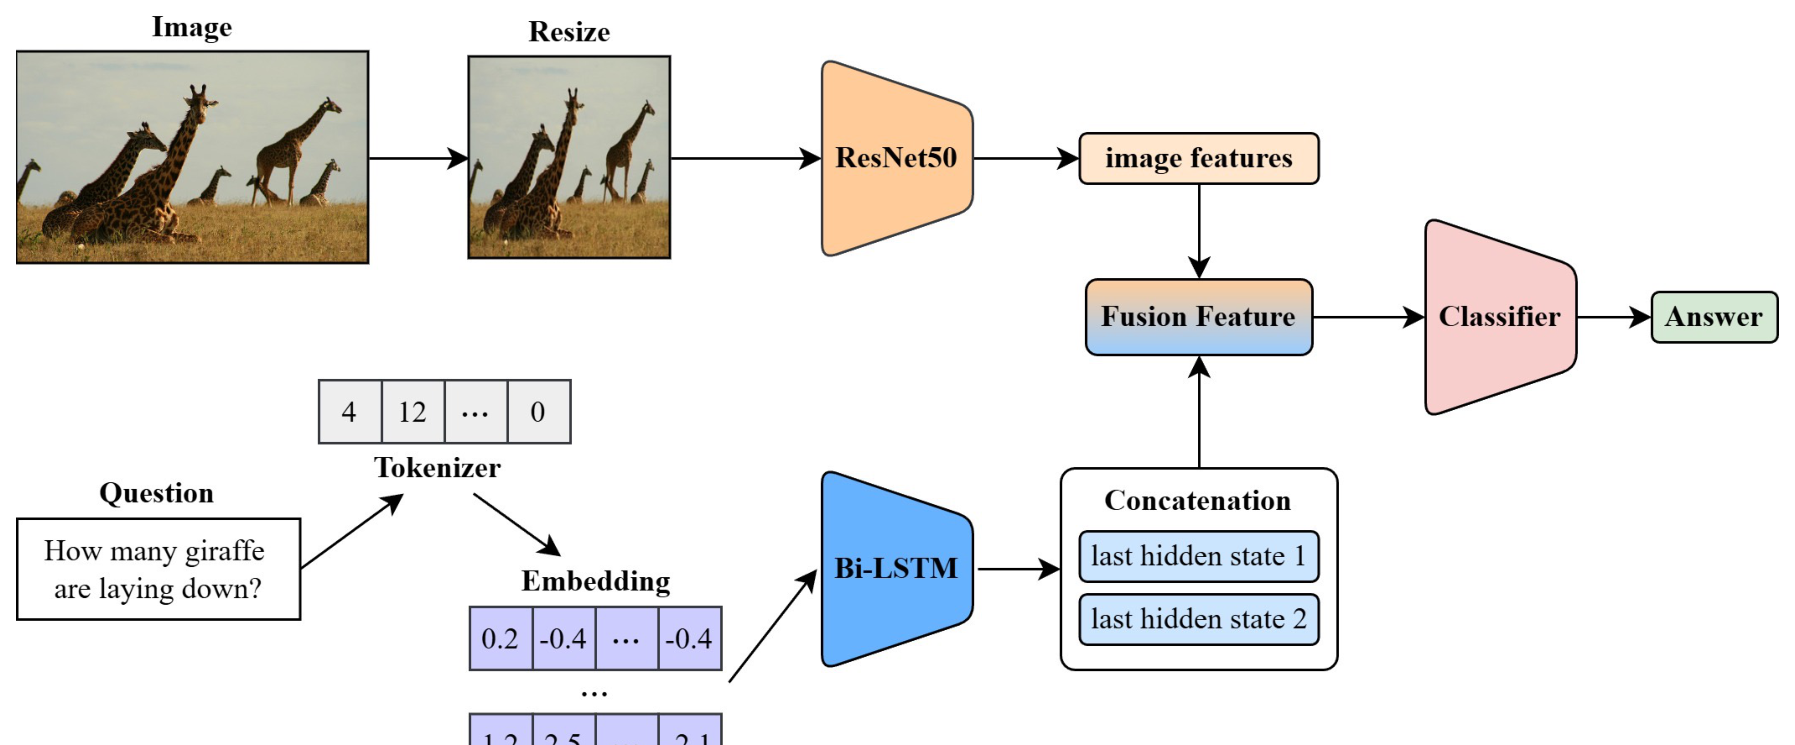 Image
Resize
ResNet50
image features
Fusion Feature
Classifier
Answer
4 12 ... 0
Tokenizer
Question
How many giraffe
are laying down?
Embedding
0.2 -0.4 ... -0.4
...
Bi-LSTM
Concatenation
last hidden state 1
last hidden state 2